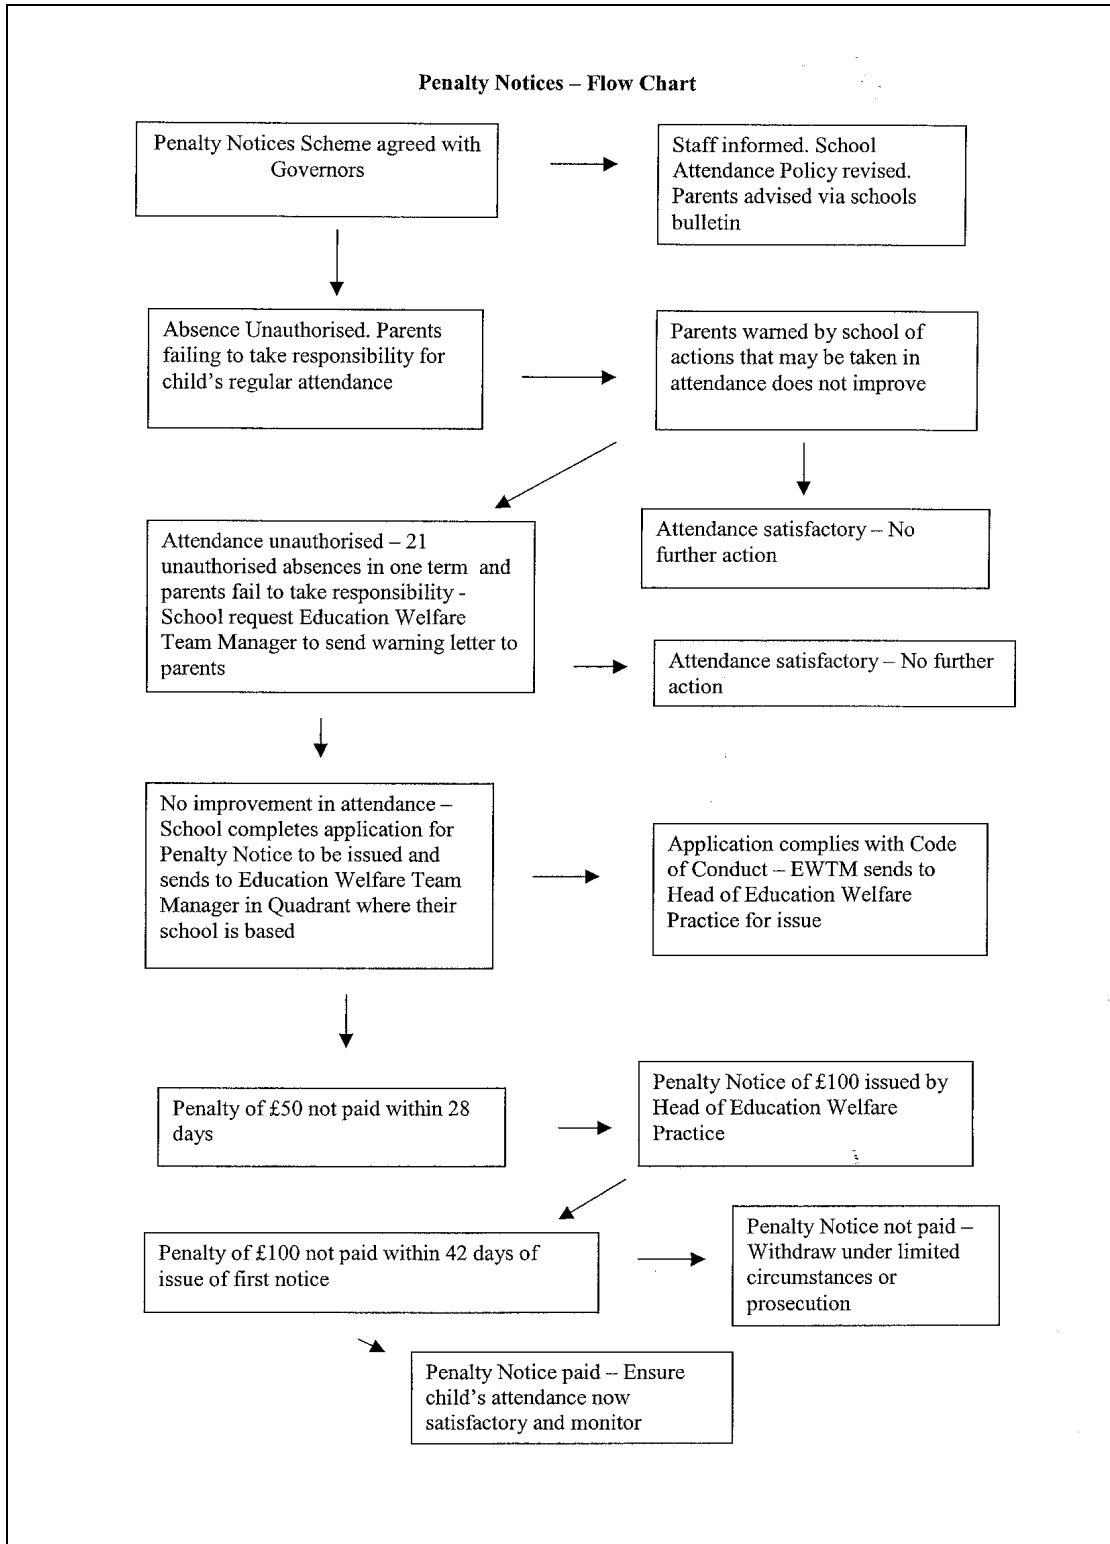 Penalty Notices – Flow Chart
Penalty Notices Scheme agreed with
Governors
Staff informed. School
Attendance Policy revised.
Parents advised via schools
bulletin
Absence Unauthorised. Parents
failing to take responsibility for
child's regular attendance
Parents warned by school of
actions that may be taken in
attendance does not improve
Attendance unauthorised – 21
unauthorised absences in one term and
parents fail to take responsibility -
School request Education Welfare
Team Manager to send warning letter to
parents
Attendance satisfactory – No
further action
Attendance satisfactory – No further
action
No improvement in attendance –
School completes application for
Penalty Notice to be issued and
sends to Education Welfare Team
Manager in Quadrant where their
school is based
Application complies with Code
of Conduct – EWTM sends to
Head of Education Welfare
Practice for issue
Penalty of £50 not paid within 28
days
Penalty Notice of £100 issued by
Head of Education Welfare
Practice
Penalty of £100 not paid within 42 days of
issue of first notice
Penalty Notice not paid –
Withdraw under limited
circumstances or
prosecution
Penalty Notice paid – Ensure
child's attendance now
satisfactory and monitor